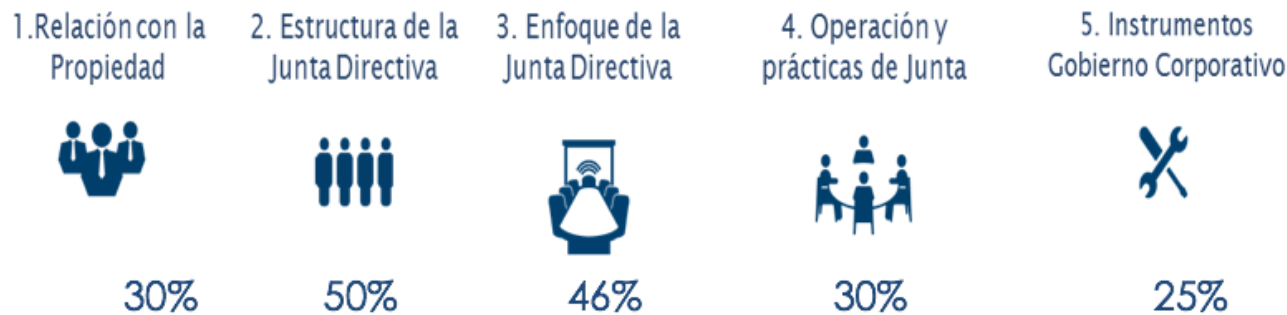 1.Relación con la
Propiedad
2. Estructura de la
Junta Directiva
3. Enfoque de la
Junta Directiva
4. Operación y
prácticas de Junta
5. Instrumentos
Gobierno Corporativo
30%
50%
46%
30%
25%